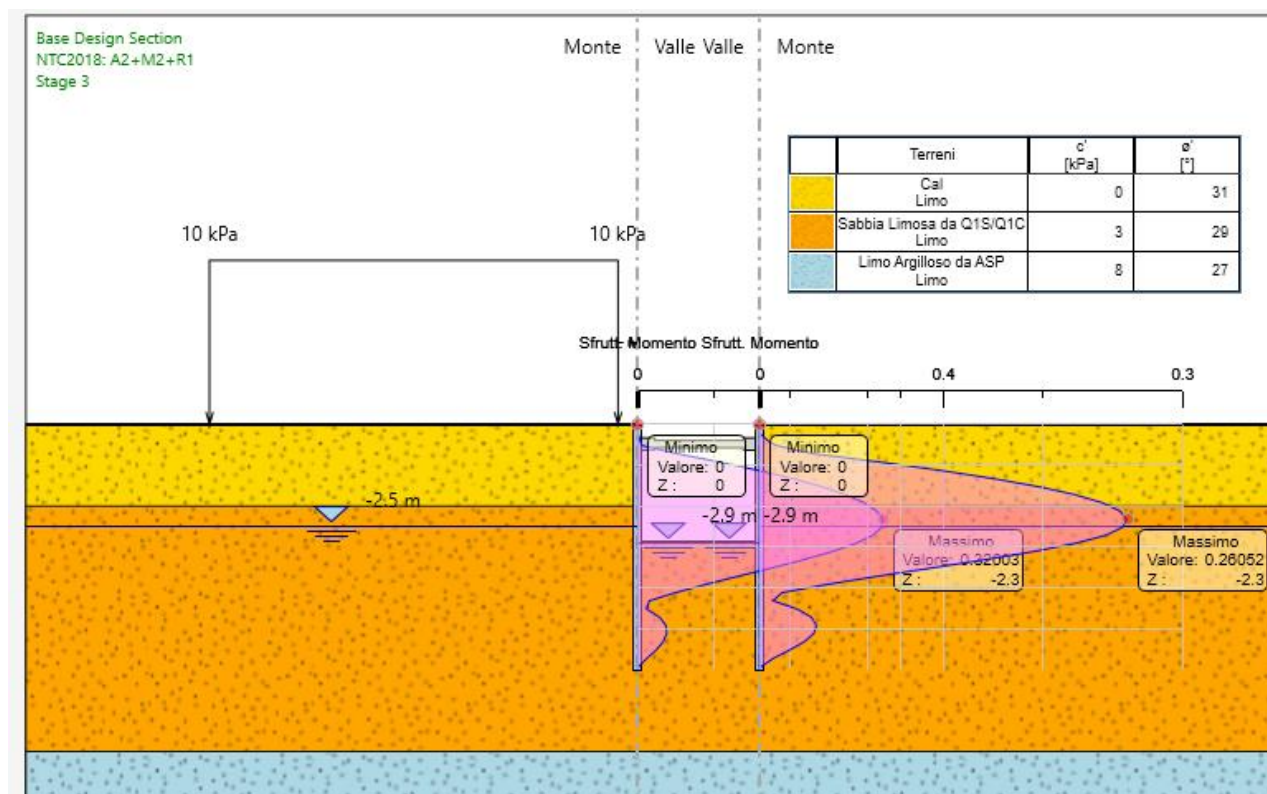 Base Design Section
NTC2018: A2+M2+R1
Stage 3
Monte Valle Valle Monte
Terreni c' [kPa] ø' [°]
Cal
Limo 0 31
Sabbia Limosa da Q1S/Q1C
Limo 3 29
Limo Argilloso da ASP
Limo 8 27
10 kPa 10 kPa
Sfrutt. Momento Sfrutt. Momento
0 0 0.4 0.3
Minimo
Valore: 0
Z : 0
Minimo
Valore: 0
Z : 0
-2.5 m
-2.9 m -2.9 m
Massimo
Valore: 0.32003
Z : -2.3
Massimo
Valore: 0.26052
Z : -2.3